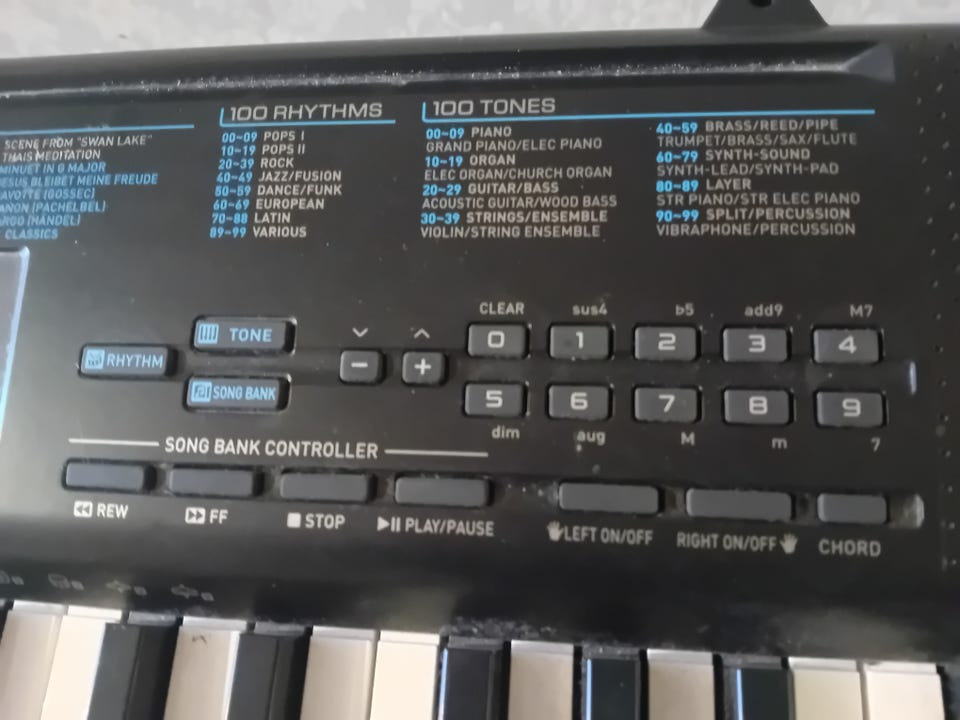 SCENE FROM "SWAN LAKE"
THAIS MEDITATION
MINUET IN G MAJOR
JESUS BLEIBET MEINE FREUDE
GAVOTTE (GOSSEC)
CANON (PACHELBEL)
LARGO (HÄNDEL)
CLASSICS
100 RHYTHMS
00~09 POPS I
10~19 POPS II
20~39 ROCK
40~49 JAZZ/FUSION
50~59 DANCE/FUNK
60~69 EUROPEAN
70~88 LATIN
89~99 VARIOUS
100 TONES
00~09 PIANO
GRAND PIANO/ELEC PIANO
10~19 ORGAN
ELEC ORGAN/CHURCH ORGAN
20~29 GUITAR/BASS
ACOUSTIC GUITAR/WOOD BASS
30~39 STRINGS/ENSEMBLE
VIOLIN/STRING ENSEMBLE
40~59 BRASS/REED/PIPE
TRUMPET/BRASS/SAX/FLUTE
60~79 SYNTH-SOUND
SYNTH-LEAD/SYNTH-PAD
80~89 LAYER
STR PIANO/STR ELEC PIANO
90~99 SPLIT/PERCUSSION
VIBRAPHONE/PERCUSSION
RHYTHM
TONE
SONG BANK
- +
CLEAR sus4 ♭5 add9 M7
0 1 2 3 4
5 6 7 8 9
dim aug M m 7
SONG BANK CONTROLLER
REW FF STOP PLAY/PAUSE LEFT ON/OFF RIGHT ON/OFF CHORD